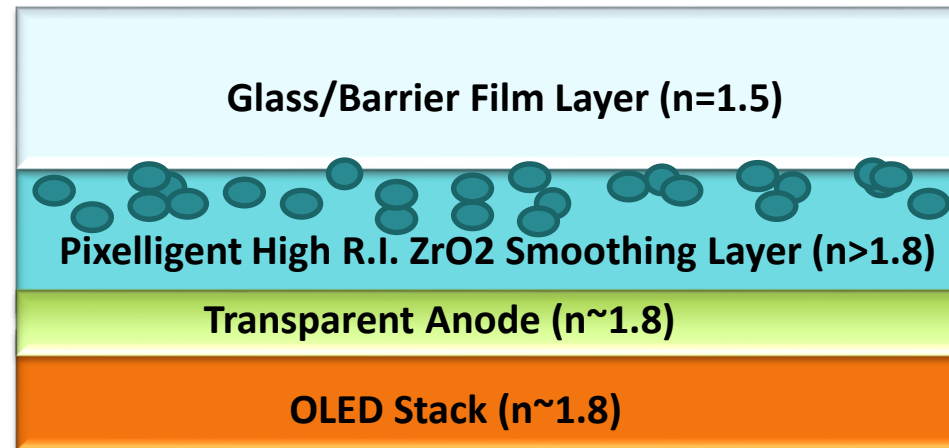 Glass/Barrier Film Layer (n=1.5)
Pixelligent High R.I. ZrO2 Smoothing Layer (n>1.8)
Transparent Anode (n~1.8)
OLED Stack (n~1.8)